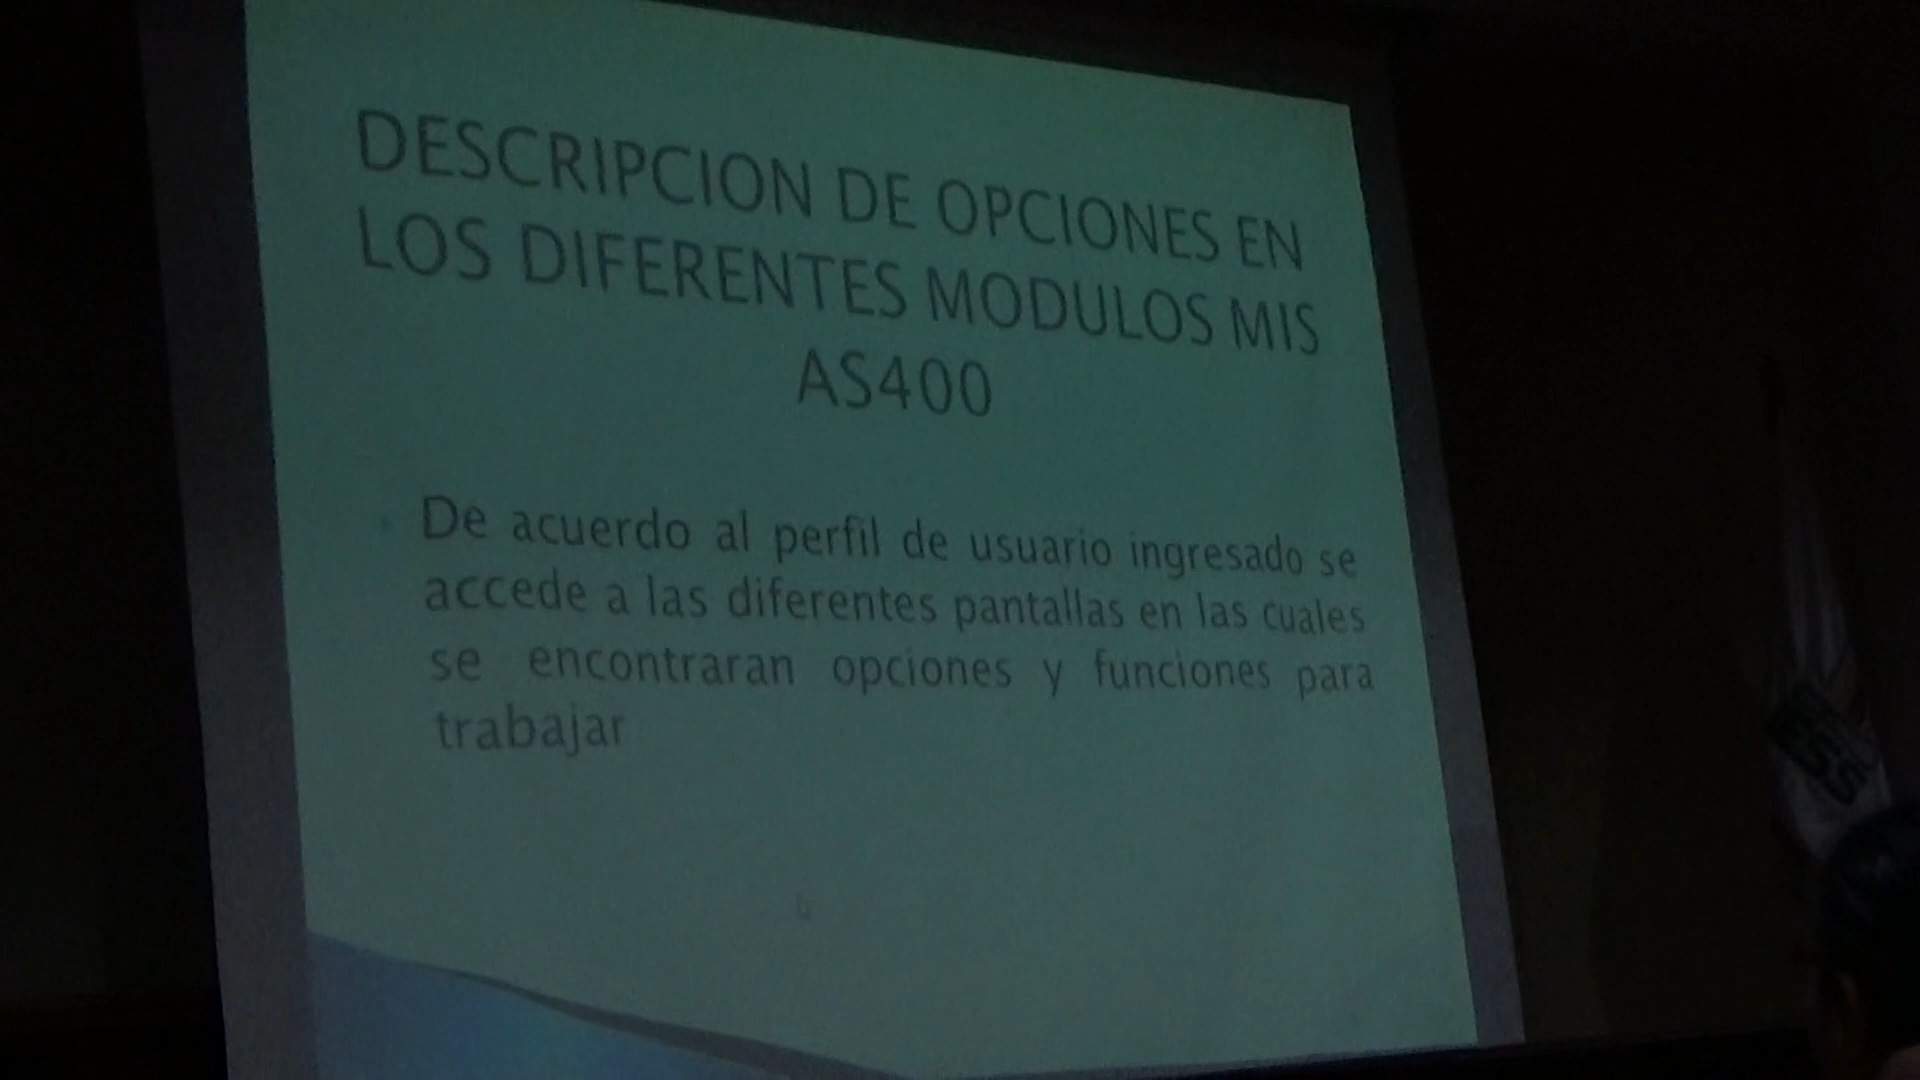 DESCRIPCION DE OPCIONES EN
LOS DIFERENTES MODULOS MIS
AS400
De acuerdo al perfil de usuario ingresado se
accede a las diferentes pantallas en las cuales
se encontraran opciones y funciones para
trabajar